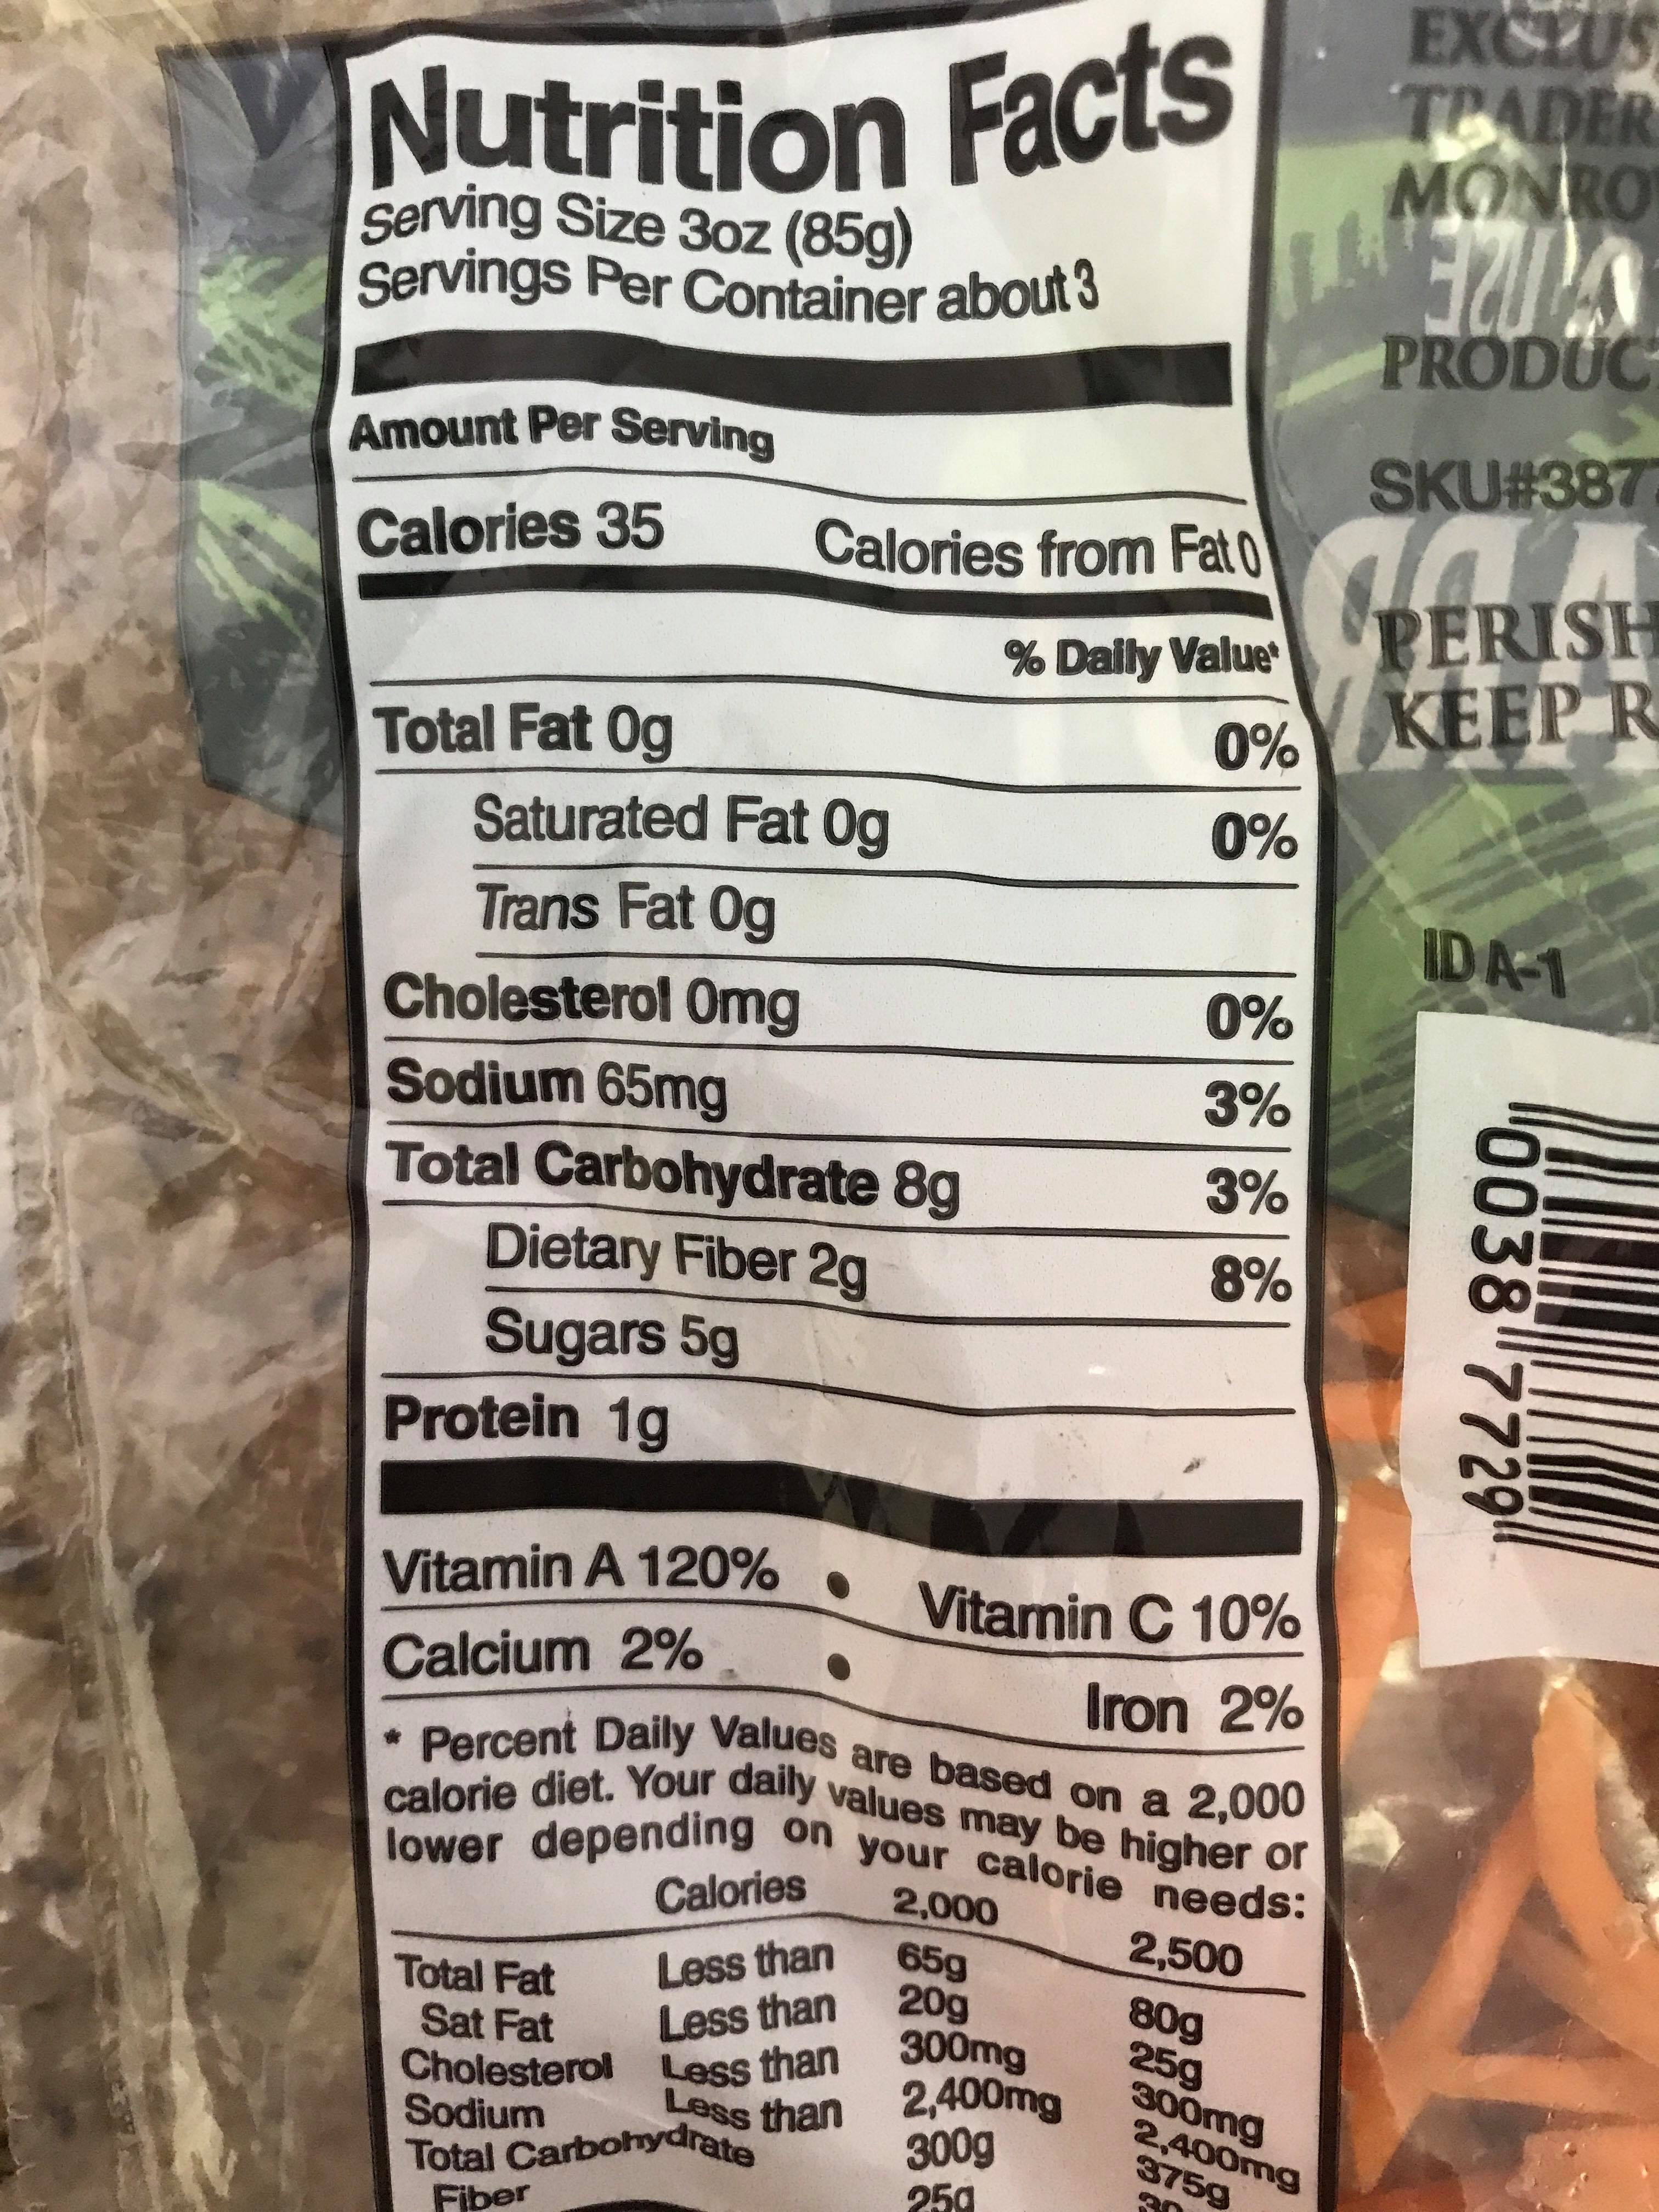 Nutrition Facts
Serving Size 3oz (85g)
Servings Per Container about 3
Amount Per Serving
Calories 35 Calories from Fat 0
% Daily Value*
Total Fat 0g 0%
Saturated Fat 0g 0%
Trans Fat 0g
Cholesterol 0mg 0%
Sodium 65mg 3%
Total Carbohydrate 8g 3%
Dietary Fiber 2g 8%
Sugars 5g
Protein 1g
Vitamin A 120% • Vitamin C 10%
Calcium 2% • Iron 2%
* Percent Daily Values are based on a 2,000
calorie diet. Your daily values may be higher or
lower depending on your calorie needs:
Calories 2,000 2,500
Total Fat Less than 65g 80g
Sat Fat Less than 20g 25g
Cholesterol Less than 300mg 300mg
Sodium Less than 2,400mg 2,400mg
Total Carbohydrate 300g 375g
Fiber 25g
EXCLUS
TRADER
MONRO
PRODUC
SKU#3877
PERISH
KEEP R
ID A-1
0038 7729